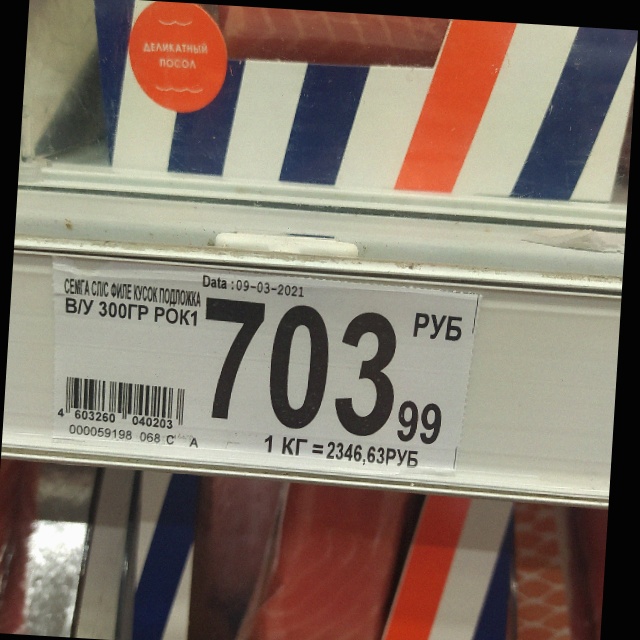 ДЕЛИКАТНЫЙ
ПОСОЛ
Data :09-03-2021
СЕМГА СЛ/С ФИЛЕ КУСОК ПОДЛОЖКА
В/У 300ГР РОК1
703 99 РУБ
4 603260 040203
000059198 068 С А
1 КГ =2346,63РУБ